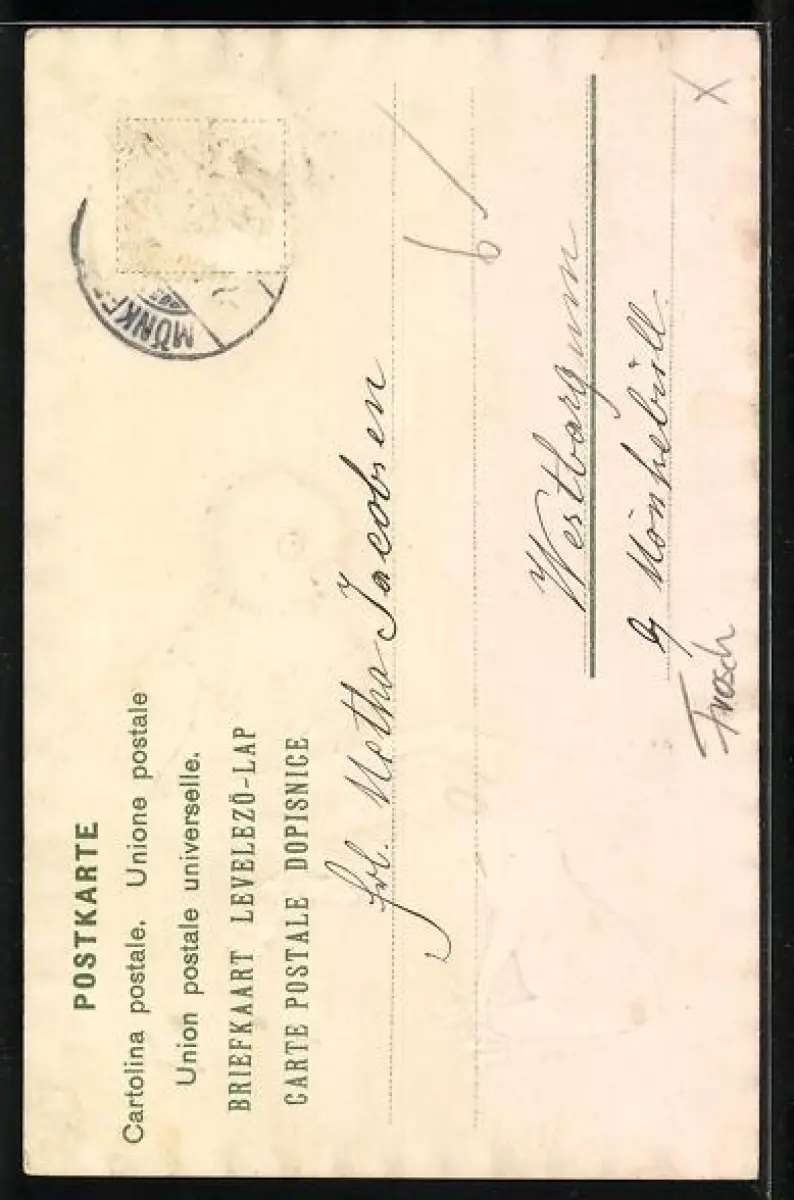 POSTKARTE
Cartolina postale. Unione postale
Union postale universelle.
BRIEFKAART LEVELEZŐ-LAP
CARTE POSTALE DOPISNICE
MÖNKE
Frl. Metha Jacobsen
Westbargum
b/ Mönkebüll.
Frosch